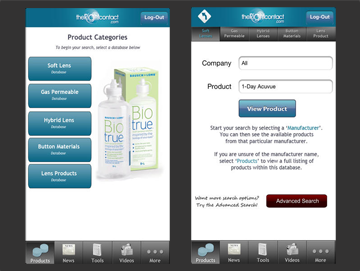 the RGP contact
.com
Log-Out
Product Categories
To begin your search, select a database below
Soft Lens
Database
Gas Permeable
Database
Hybrid Lens
Database
Button Materials
Database
Lens Products
Database
BAUSCH + LOMB
Bio
true
Bio
true
Products
News
Tools
Videos
More
.com
Log-Out
Soft
Lenses
Gas
Permeable
Hybrid
Lenses
Button
Materials
Lens
Product
Company
All
Product
1-Day Acuvue
View Product
Start your search by selecting a "Manufacturer".
You can then see the available products
from that particular manufacturer.
If you are unsure of the manufacturer name,
select "Products" to view a full listing of
products within this database.
Want more search options?
Try the Advanced Search!
Advanced Search
Products
News
Tools
Videos
More